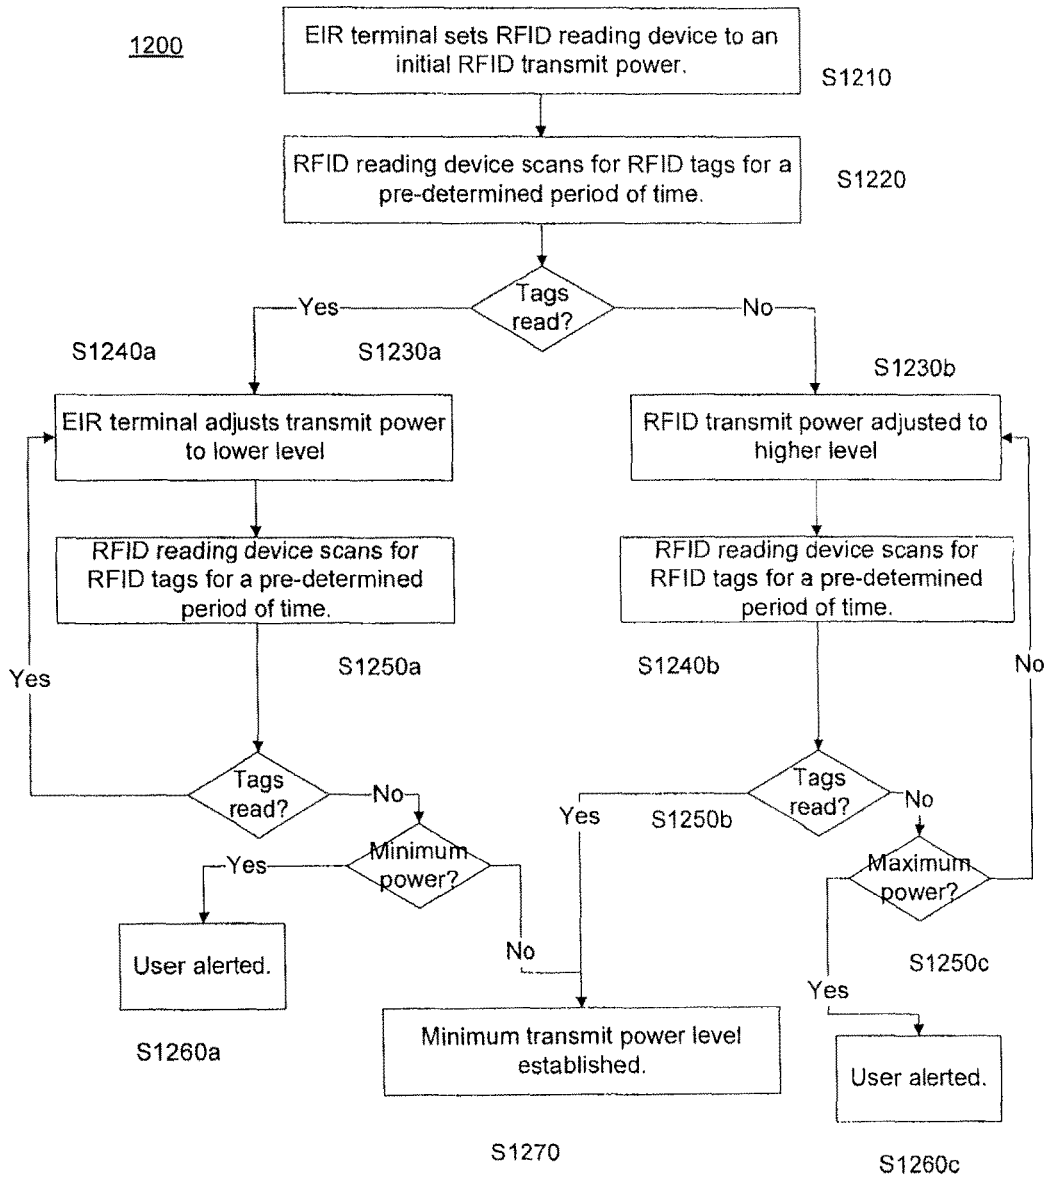 1200
EIR terminal sets RFID reading device to an
initial RFID transmit power.
S1210
RFID reading device scans for RFID tags for a
pre-determined period of time.
S1220
Tags
read?
Yes
No
S1240a
S1230a
S1230b
EIR terminal adjusts transmit power
to lower level
RFID transmit power adjusted to
higher level
RFID reading device scans for
RFID tags for a pre-determined
period of time.
RFID reading device scans for
RFID tags for a pre-determined
period of time.
S1250a
S1240b
Yes
No
Tags
read?
No
Tags
read?
No
Yes
S1250b
Minimum
power?
Yes
No
Maximum
power?
User alerted.
S1250c
Yes
S1260a
Minimum transmit power level
established.
User alerted.
S1270
S1260c